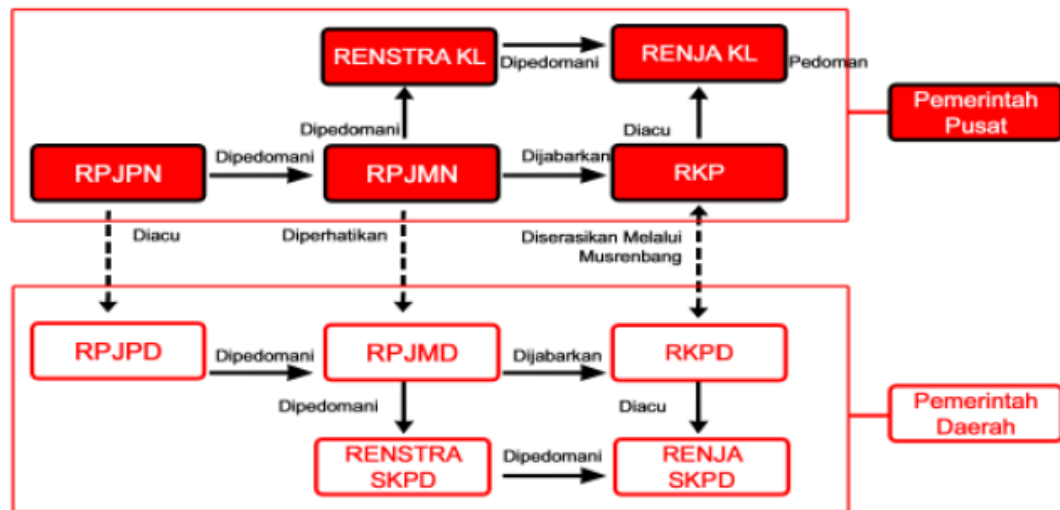 RENSTRA KL
Dipedomani
RENJA KL
Pedoman
Pemerintah
Pusat
Dipedomani
Diacu
RPJPN
Dipedomani
RPJMN
Dijabarkan
RKP
Diacu
Diperhatikan
Diserasikan Melalui
Musrenbang
RPJPD
Dipedomani
RPJMD
Dijabarkan
RKPD
Dipedomani
Diacu
Pemerintah
Daerah
RENSTRA
SKPD
Dipedomani
RENJA
SKPD